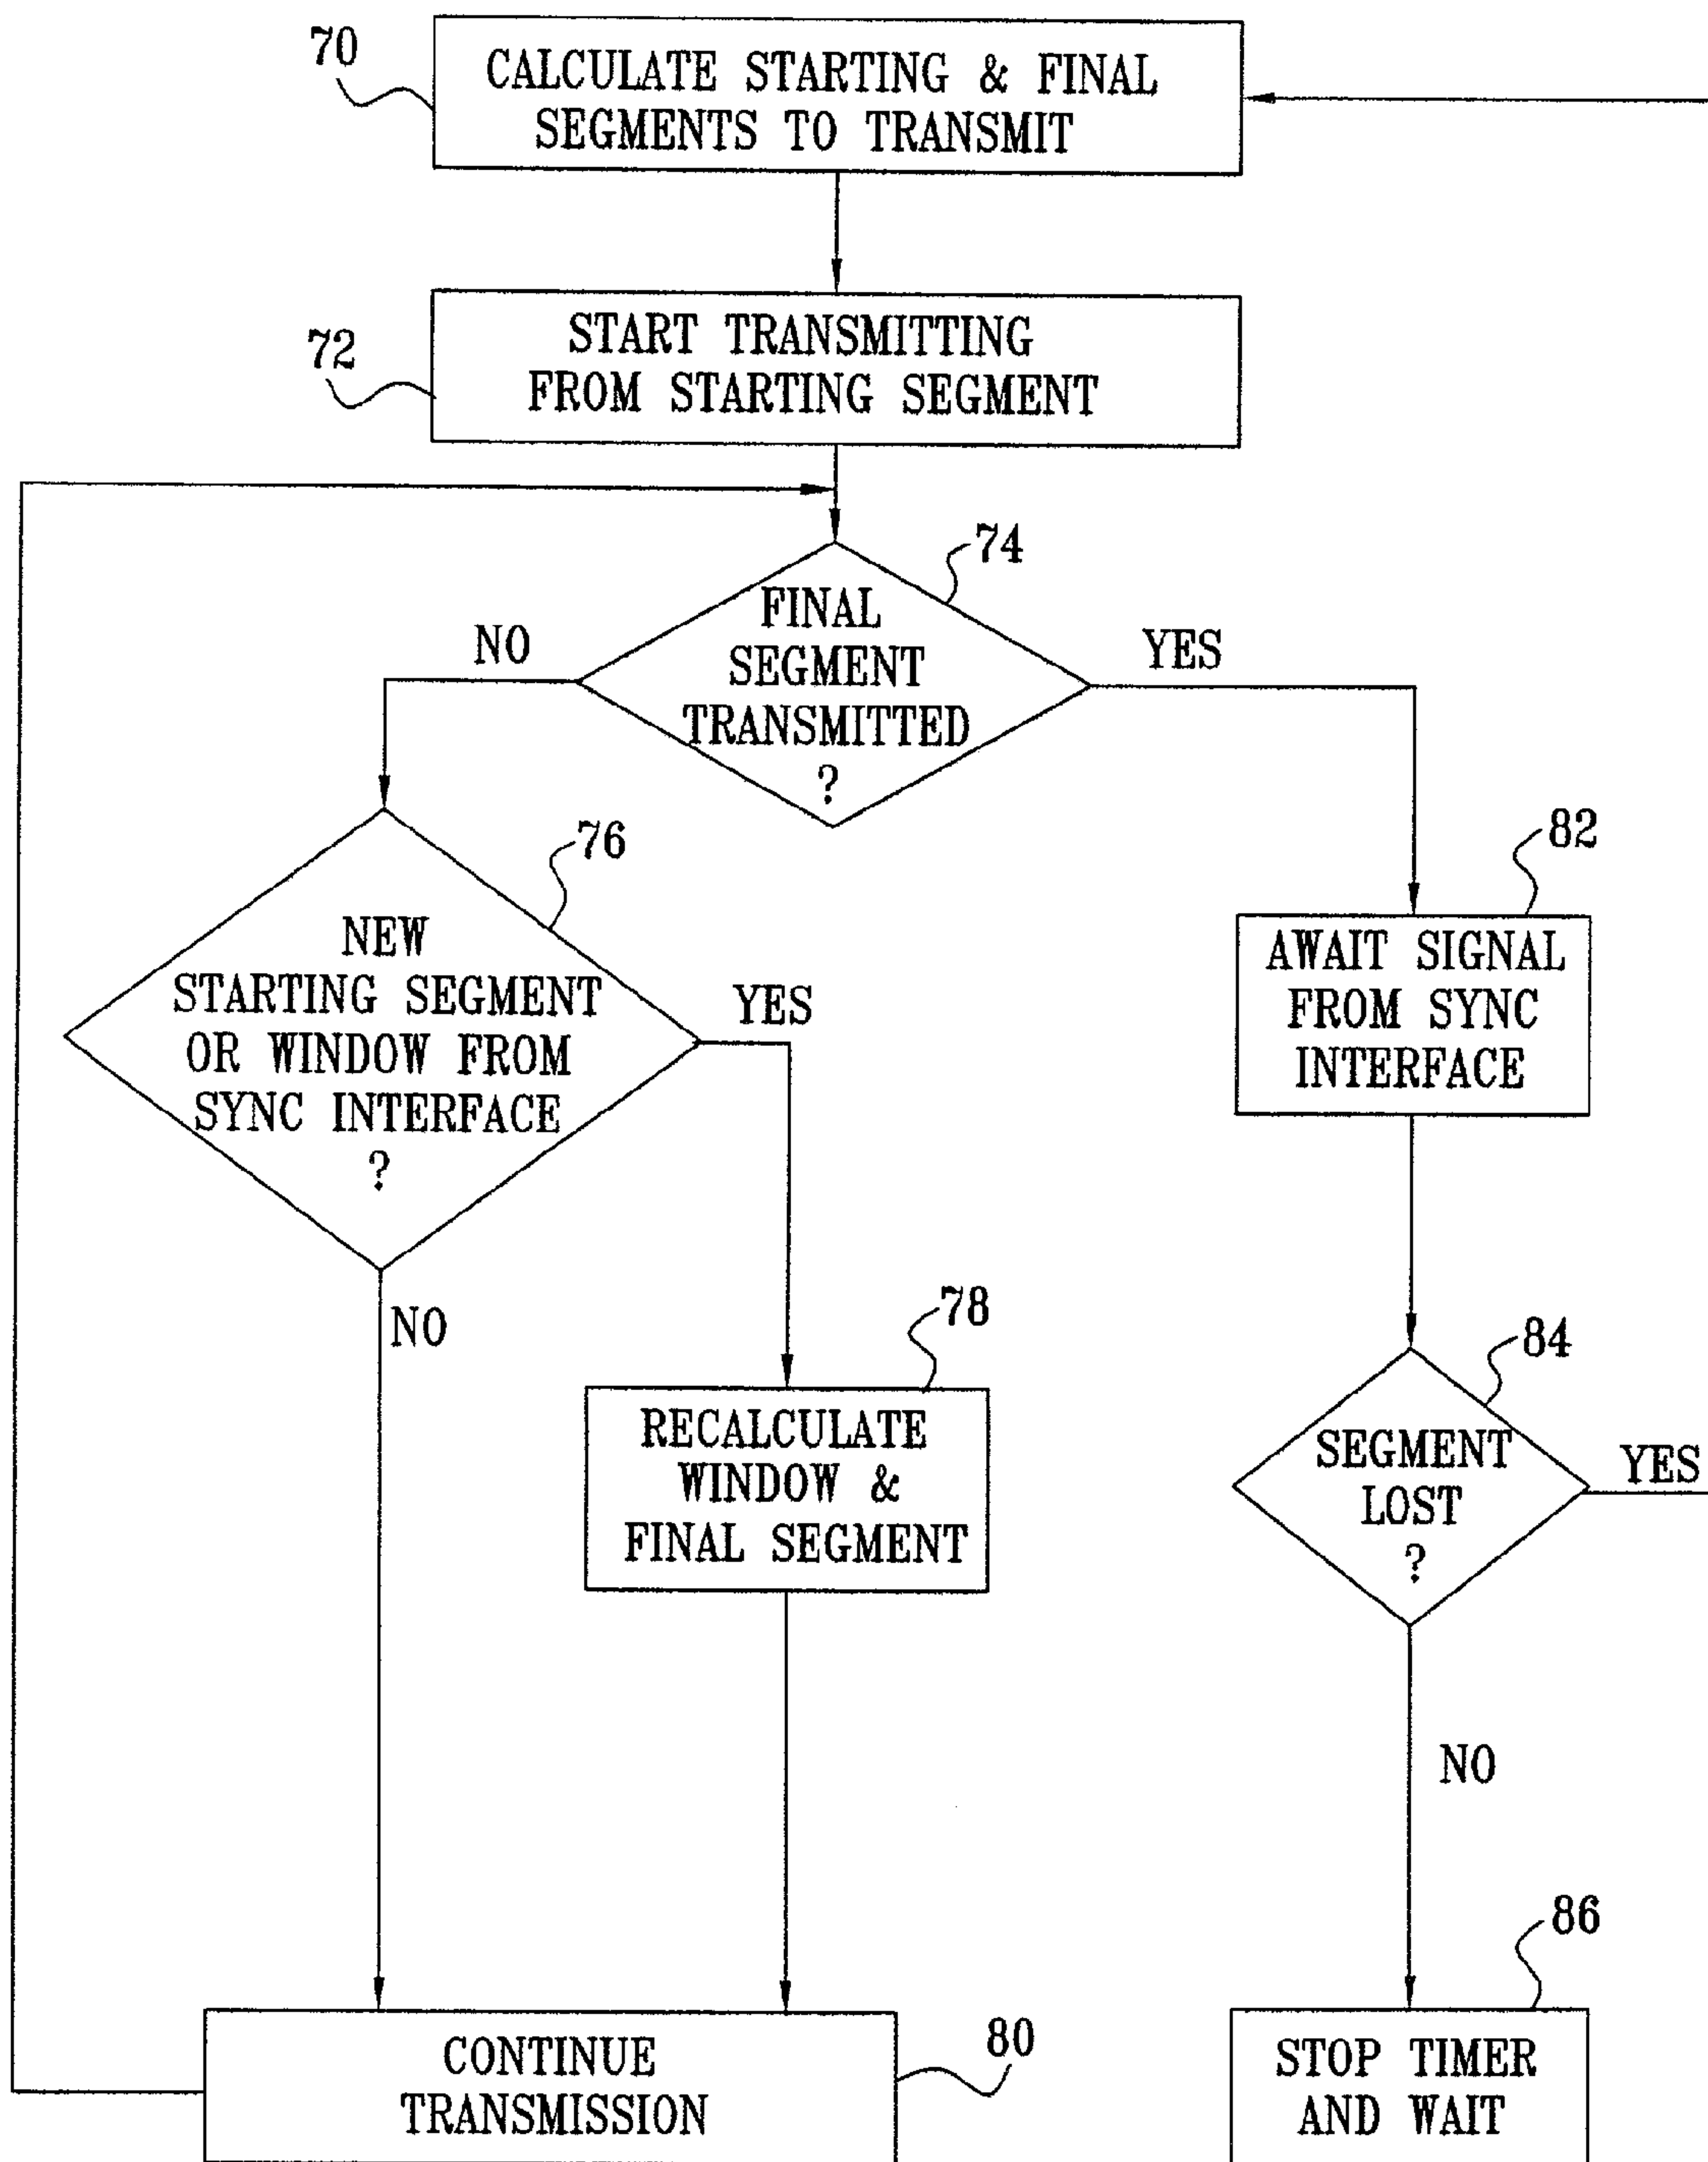 70
CALCULATE STARTING & FINAL
SEGMENTS TO TRANSMIT
72
START TRANSMITTING
FROM STARTING SEGMENT
74
FINAL
SEGMENT
TRANSMITTED
?
NO
YES
76
NEW
STARTING SEGMENT
OR WINDOW FROM
SYNC INTERFACE
?
YES
NO
78
RECALCULATE
WINDOW &
FINAL SEGMENT
80
CONTINUE
TRANSMISSION
82
AWAIT SIGNAL
FROM SYNC
INTERFACE
84
SEGMENT
LOST
?
YES
NO
86
STOP TIMER
AND WAIT